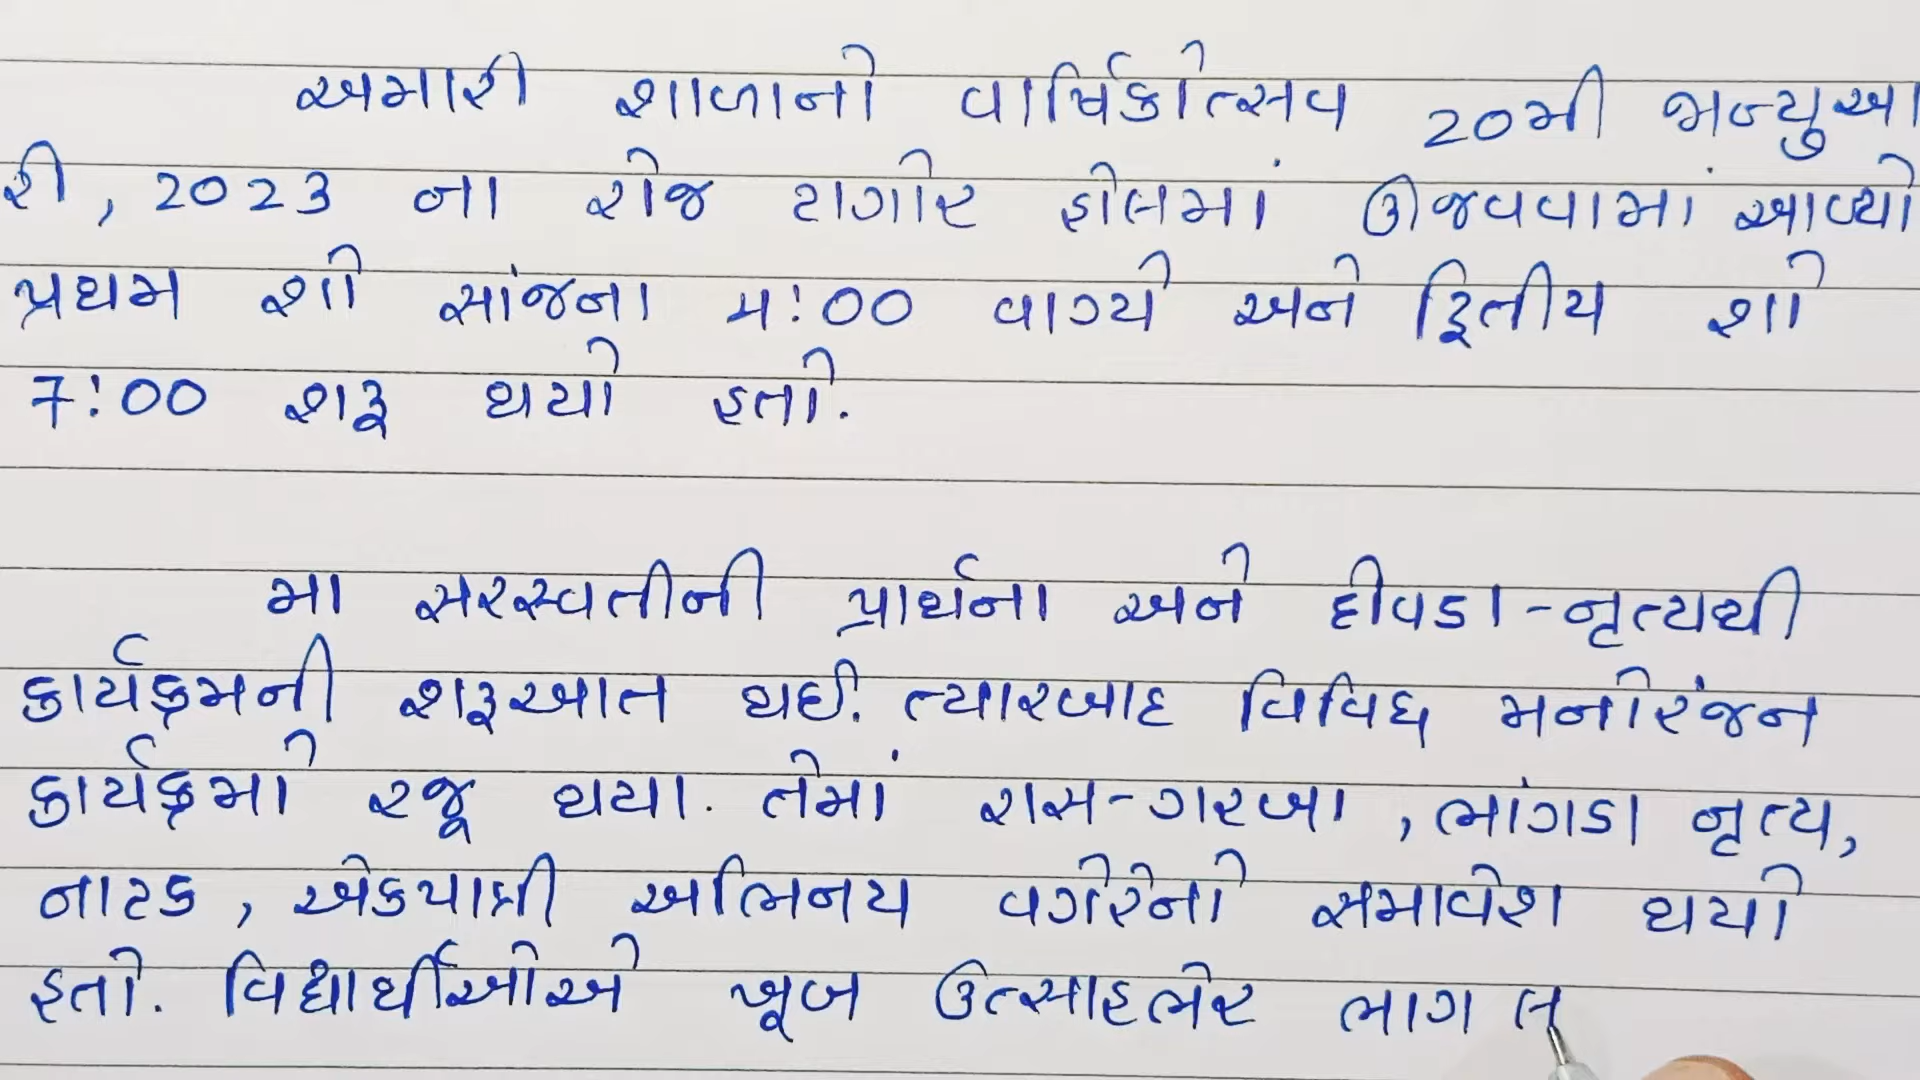 અમારી શાળાનો વાર્ષિકોત્સવ 20મી જાન્યુઆ
રી, 2023 ના રોજ ટાગોર હોલમાં ઊજવવામાં આવ્યો
પ્રથમ શો સાંજના 4:00 વાગ્યે અને દ્વિતીય શો
7:00 શરૂ થયો હતો.
મા સરસ્વતીની પ્રાર્થના અને દીવડા-નૃત્યથી
કાર્યક્રમની શરૂઆત થઈ. ત્યારબાદ વિવિધ મનોરંજન
કાર્યક્રમો રજૂ થયા. તેમાં રાસ-ગરબા, ભાંગડા નૃત્ય,
નાટક, એકપાત્રી અભિનય વગેરેનો સમાવેશ થયો
હતો. વિદ્યાર્થીઓએ ખૂબ ઉત્સાહભેર ભાગ લ